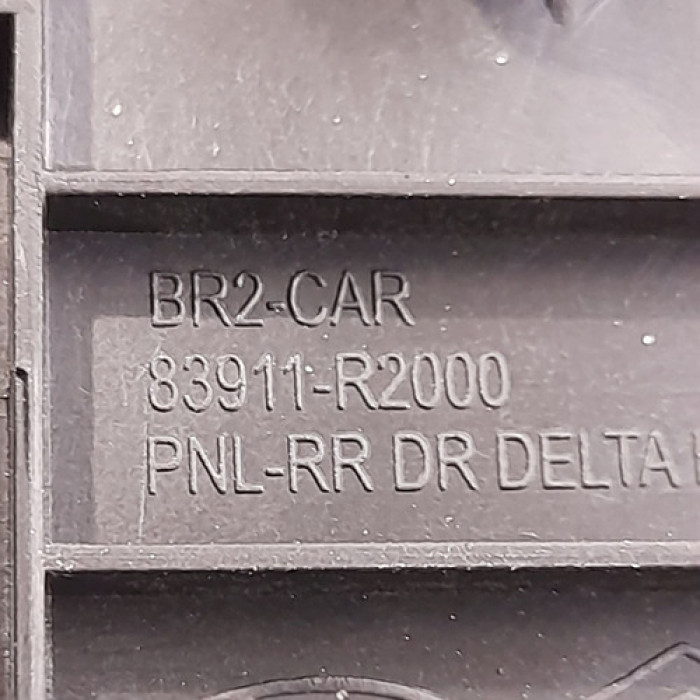 BR2-CAR
83911-R2000
PNL-RR DR DELTA